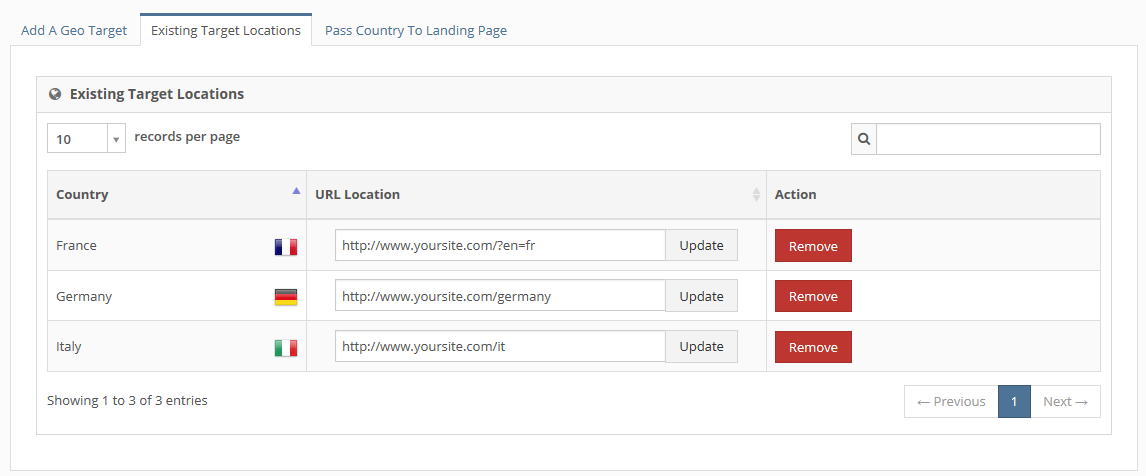 Add A Geo Target Existing Target Locations Pass Country To Landing Page
Existing Target Locations
10 records per page
Country URL Location Action
France http://www.yoursite.com/?en=fr Update Remove
Germany http://www.yoursite.com/germany Update Remove
Italy http://www.yoursite.com/it Update Remove
Showing 1 to 3 of 3 entries ← Previous 1 Next →